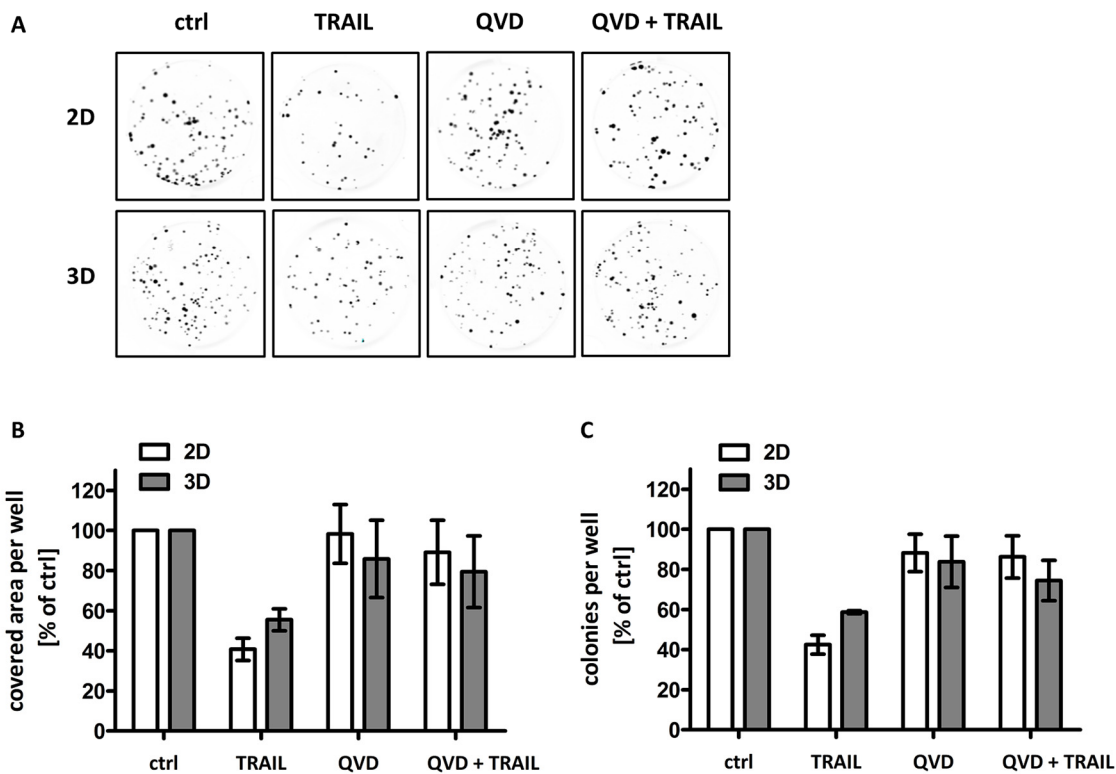 A
ctrl TRAIL QVD QVD + TRAIL
2D
3D
B
2D
3D
covered area per well
[% of ctrl]
120
100
80
60
40
20
0
ctrl TRAIL QVD QVD + TRAIL
C
2D
3D
colonies per well
[% of ctrl]
120
100
80
60
40
20
0
ctrl TRAIL QVD QVD + TRAIL